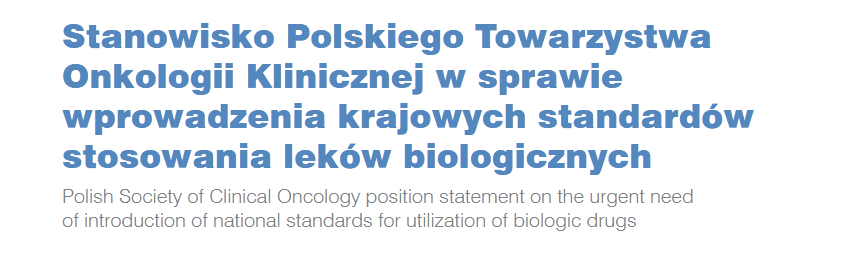 Stanowisko Polskiego Towarzystwa
Onkologii Klinicznej w sprawie
wprowadzenia krajowych standardów
stosowania leków biologicznych
Polish Society of Clinical Oncology position statement on the urgent need
of introduction of national standards for utilization of biologic drugs